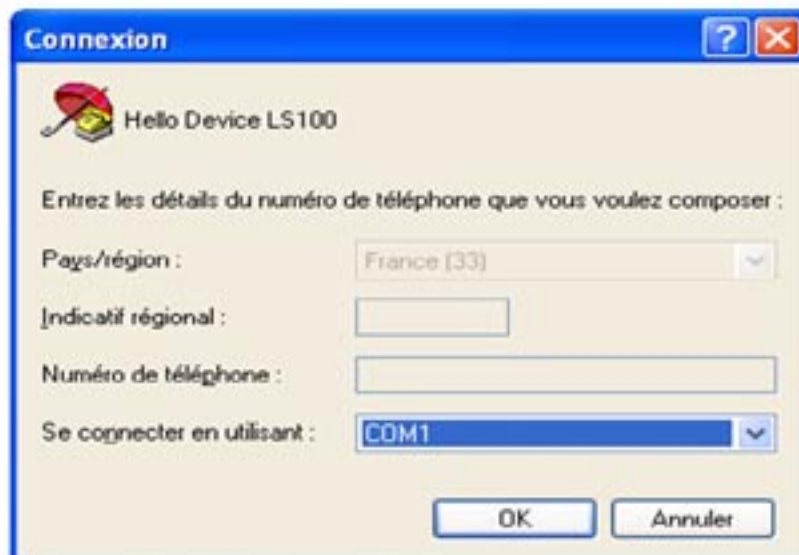 Connexion
Hello Device LS100
Entrez les détails du numéro de téléphone que vous voulez composer :
Pays/région :
France (33)
Indicatif régional :
Numéro de téléphone :
Se connecter en utilisant :
COM1
OK
Annuler